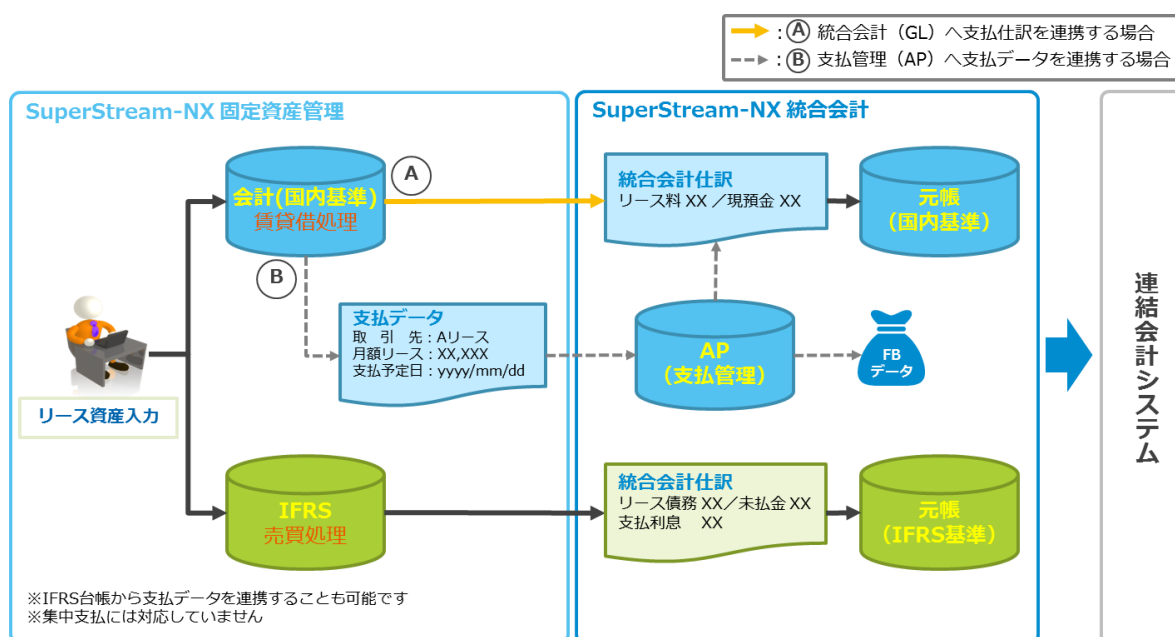 :Ⓐ 統合会計（GL）へ支払仕訳を連携する場合
:Ⓑ 支払管理（AP）へ支払データを連携する場合
SuperStream-NX 固定資産管理
SuperStream-NX 統合会計
会計(国内基準)
賃貸借処理
A
B
統合会計仕訳
リース料 XX ／現預金 XX
元帳
(国内基準)
支払データ
取　引　先：Aリース
月額リース：XX,XXX
支払予定日：yyyy/mm/dd
AP
(支払管理)
FB
データ
リース資産入力
IFRS
売買処理
統合会計仕訳
リース債務 XX／未払金 XX
支払利息　XX
元帳
(IFRS基準)
連結会計システム
※IFRS台帳から支払データを連携することも可能です
※集中支払には対応していません